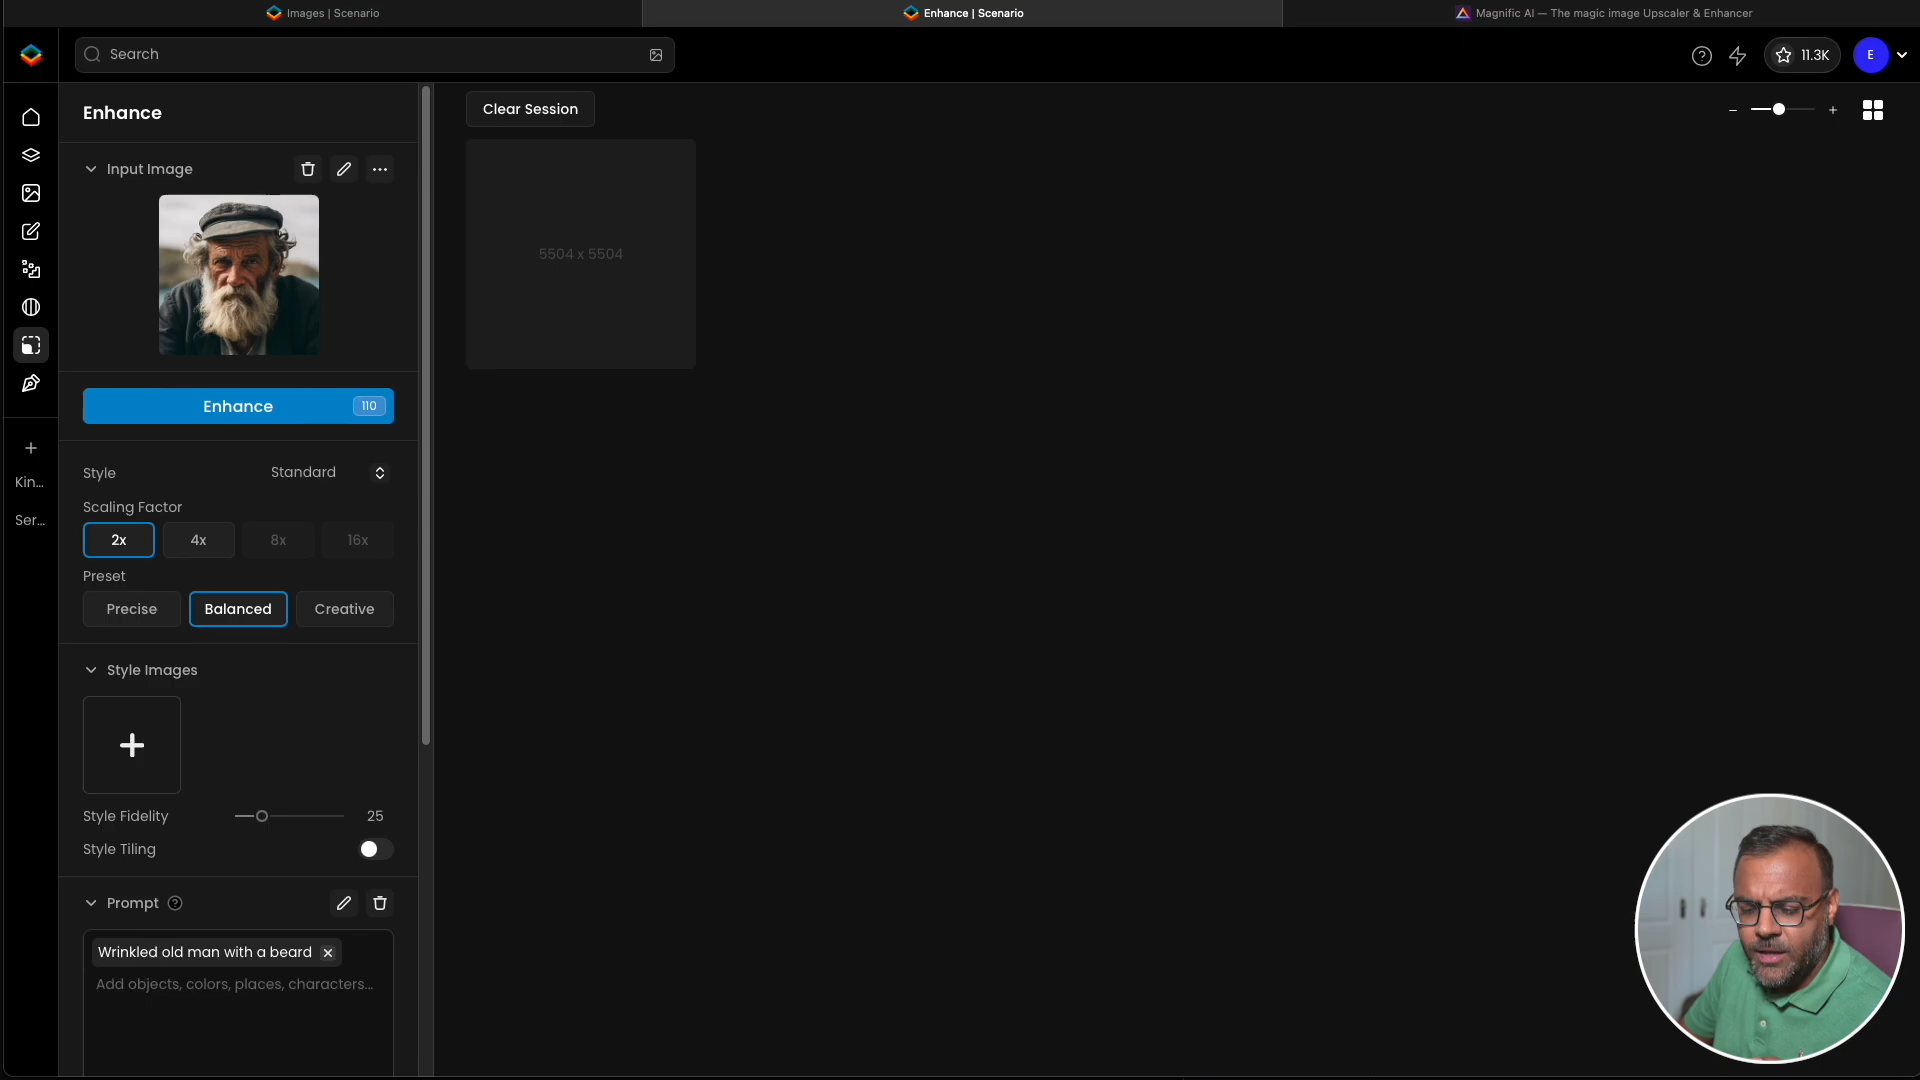 Images | Scenario
Enhance | Scenario
Magnific AI — The magic image Upscaler & Enhancer
Search
11.3K
E
Enhance
Clear Session
Input Image
5504 x 5504
Enhance
110
Style
Standard
Scaling Factor
2x
4x
8x
16x
Kin...
Ser...
Preset
Precise
Balanced
Creative
Style Images
Style Fidelity
25
Style Tiling
Prompt
Wrinkled old man with a beard
Add objects, colors, places, characters...